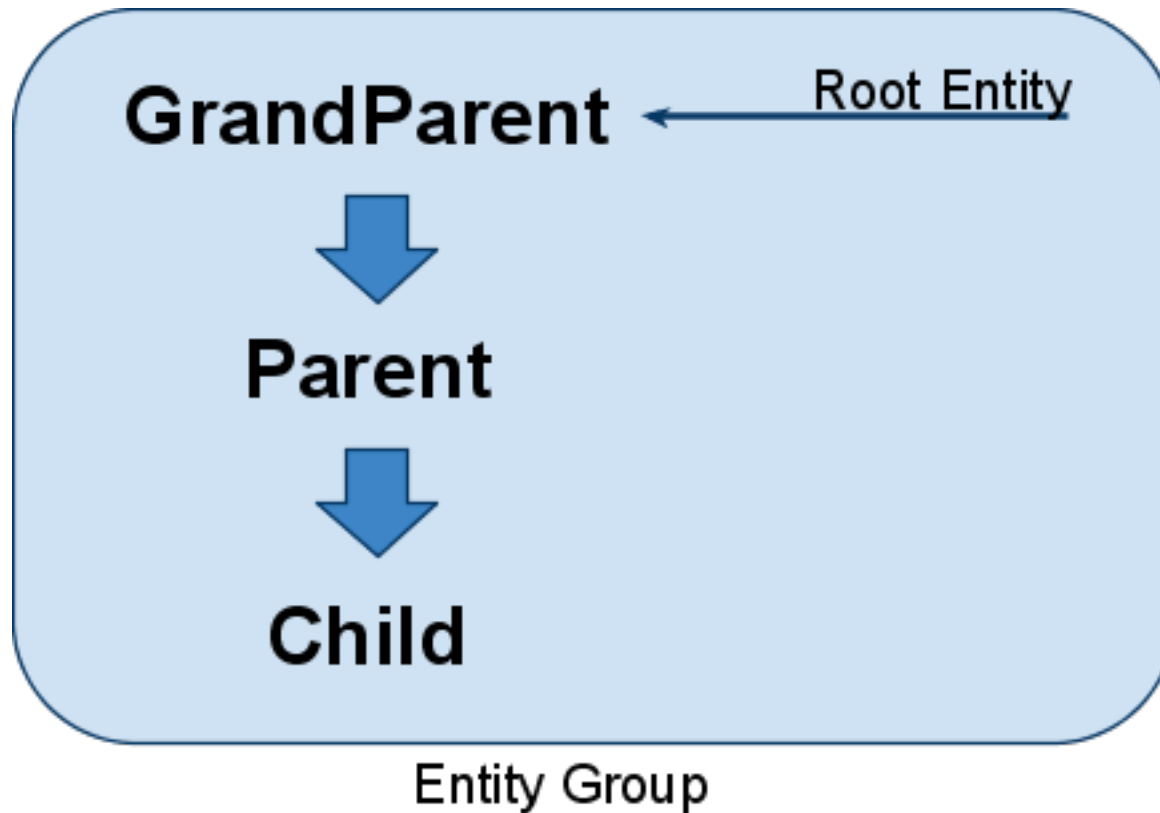 GrandParent
Root Entity
Parent
Child
Entity Group